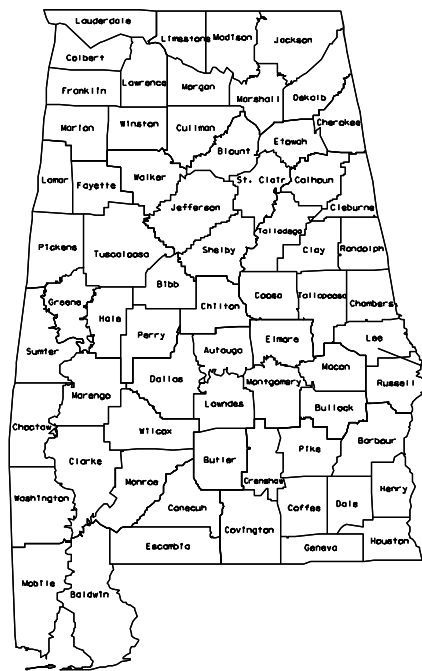 Lauderdale
Limestone
Madison
Jackson
Colbert
Franklin
Lawrence
Morgan
Marshall
DeKalb
Cherokee
Marion
Winston
Cullman
Blount
Etowah
Lamar
Fayette
Walker
St. Clair
Calhoun
Cleburne
Jefferson
Talladega
Pickens
Tuscaloosa
Shelby
Clay
Randolph
Bibb
Greene
Hale
Chilton
Coosa
Tallapoosa
Chambers
Sumter
Perry
Autauga
Elmore
Lee
Macon
Russell
Marengo
Dallas
Lowndes
Montgomery
Bullock
Choctaw
Wilcox
Clarke
Butler
Pike
Barbour
Crenshaw
Washington
Monroe
Conecuh
Covington
Coffee
Dale
Henry
Escambia
Geneva
Houston
Mobile
Baldwin